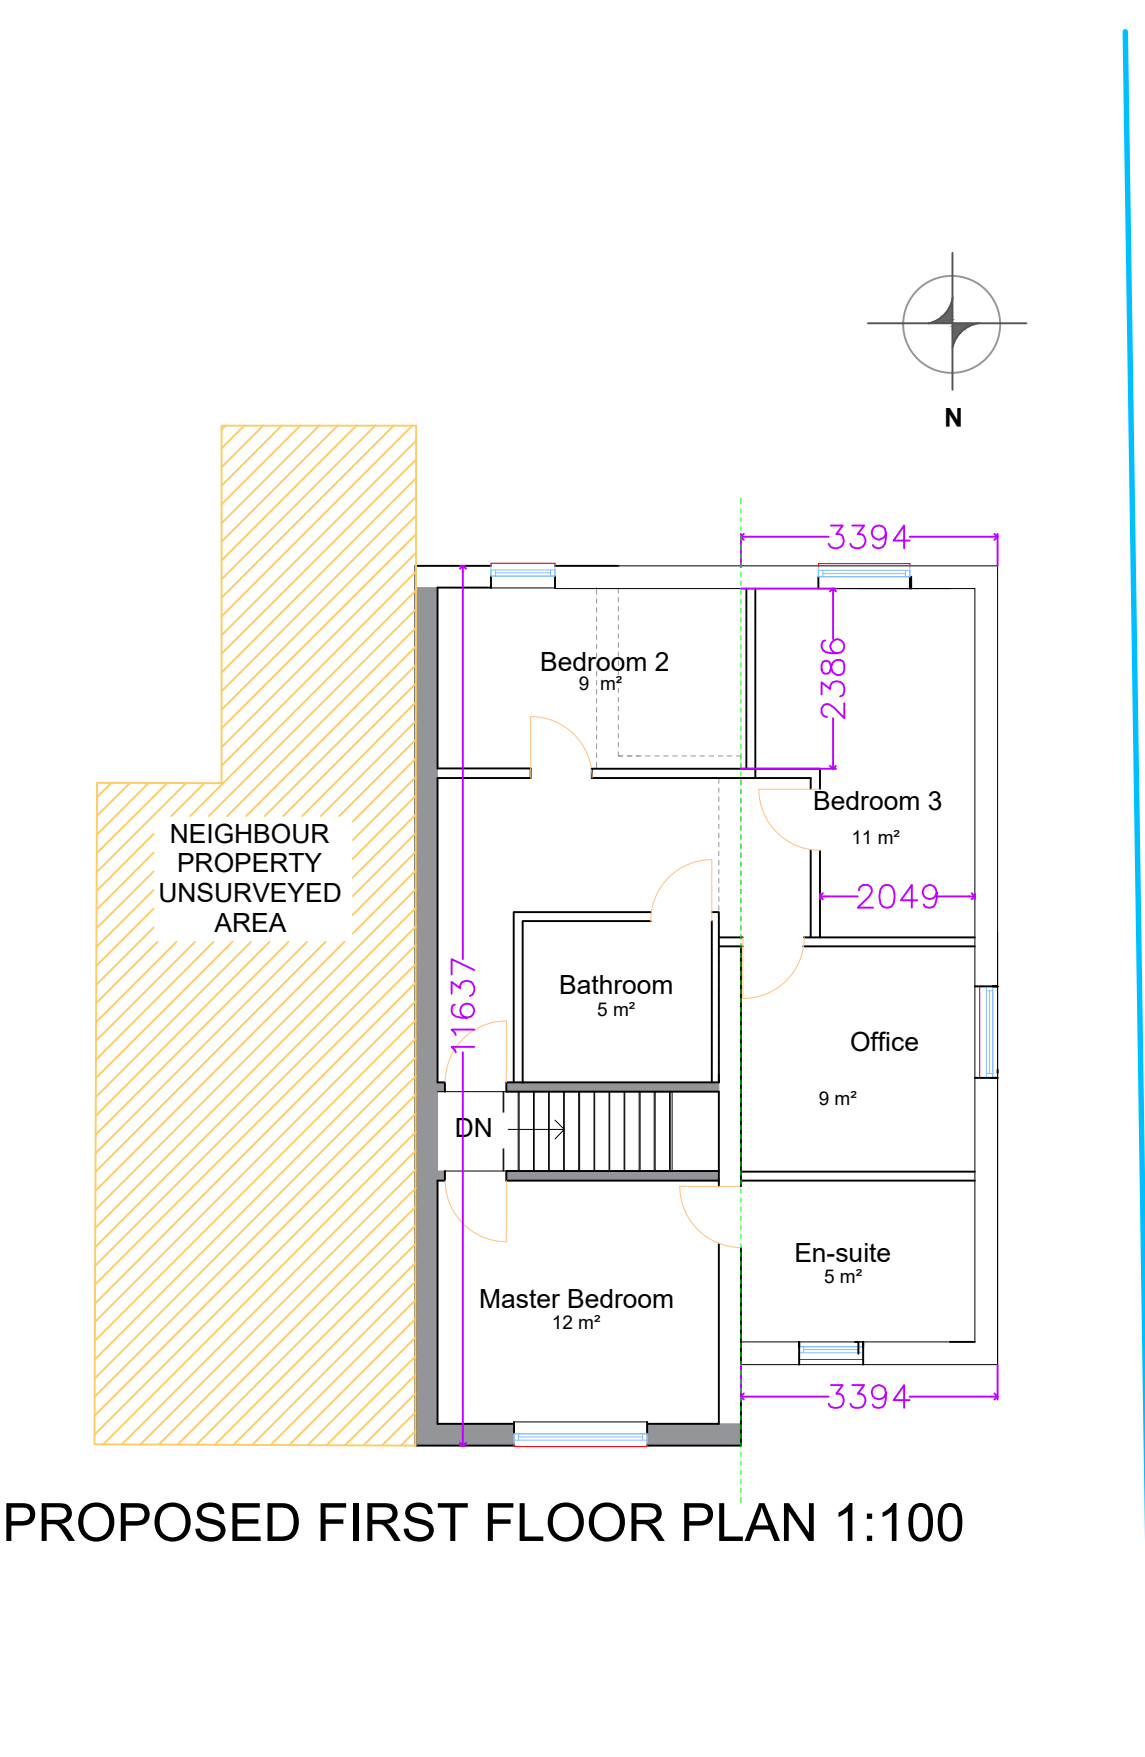 N
3394
Bedroom 2
9 m²
2386
Bedroom 3
11 m²
NEIGHBOUR
PROPERTY
UNSURVEYED
AREA
2049
11637
Bathroom
5 m²
Office
9 m²
DN
En-suite
5 m²
Master Bedroom
12 m²
3394
PROPOSED FIRST FLOOR PLAN 1:100